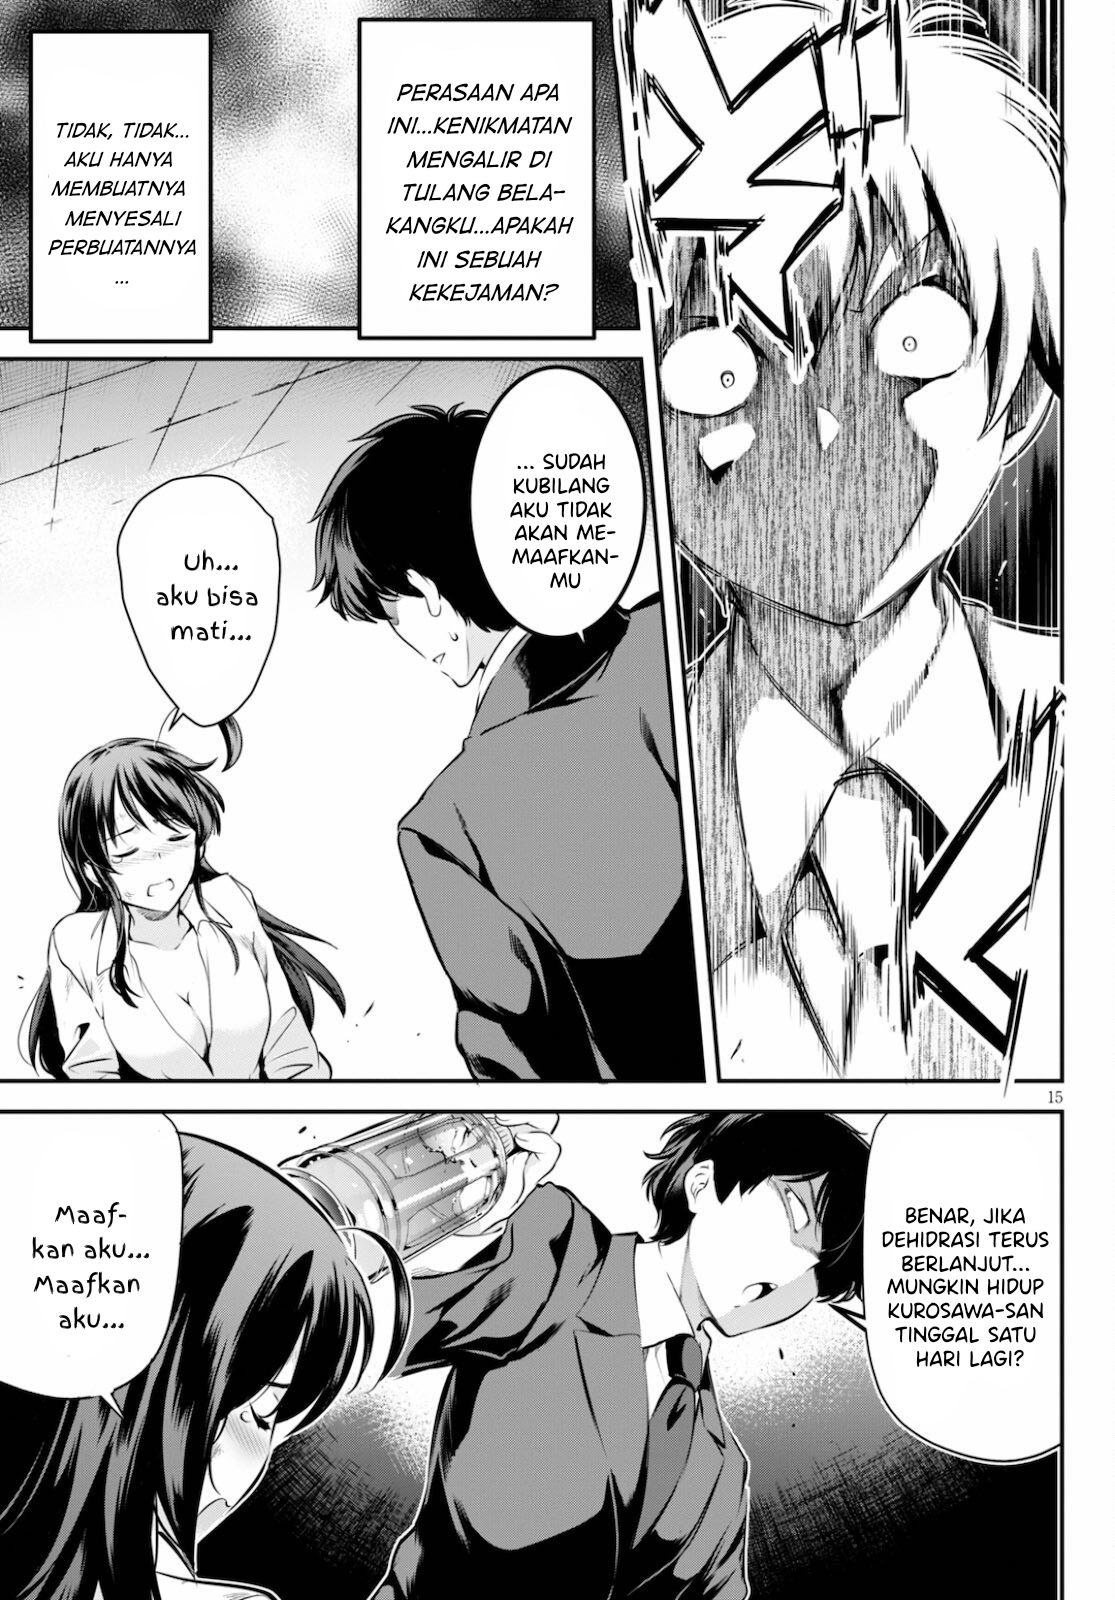 PERASAAN APA
INI...KENIKMATAN
MENGALIR DI
TULANG BELA-
KANGKU...APAKAH
INI SEBUAH
KEKEJAMAN?
TIDAK, TIDAK...
AKU HANYA
MEMBUATNYA
MENYESALI
PERBUATANNYA
...
... SUDAH
KUBILANG
AKU TIDAK
AKAN ME-
MAAFKAN-
MU
Uh...
aku bisa
mati...
15
BENAR, JIKA
DEHIDRASI TERUS
BERLANJUT...
MUNGKIN HIDUP
KUROSAWA-SAN
TINGGAL SATU
HARI LAGI?
Maaf-
kan aku...
Maafkan
aku...